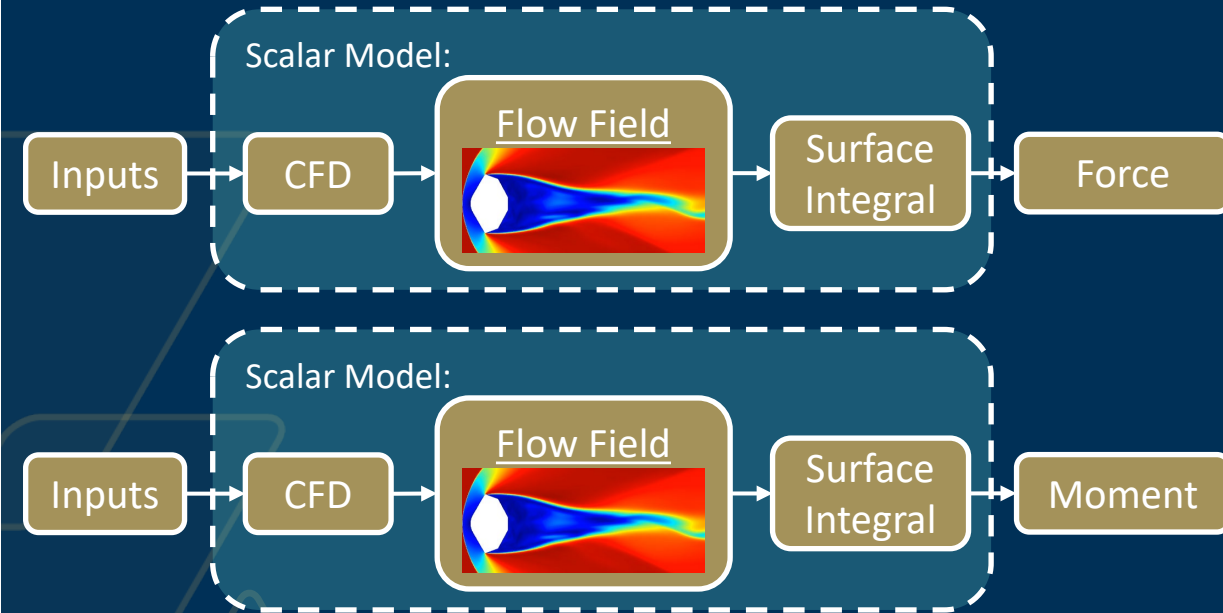 Scalar Model:
Inputs
CFD
Flow Field
Surface
Integral
Force
Scalar Model:
Inputs
CFD
Flow Field
Surface
Integral
Moment